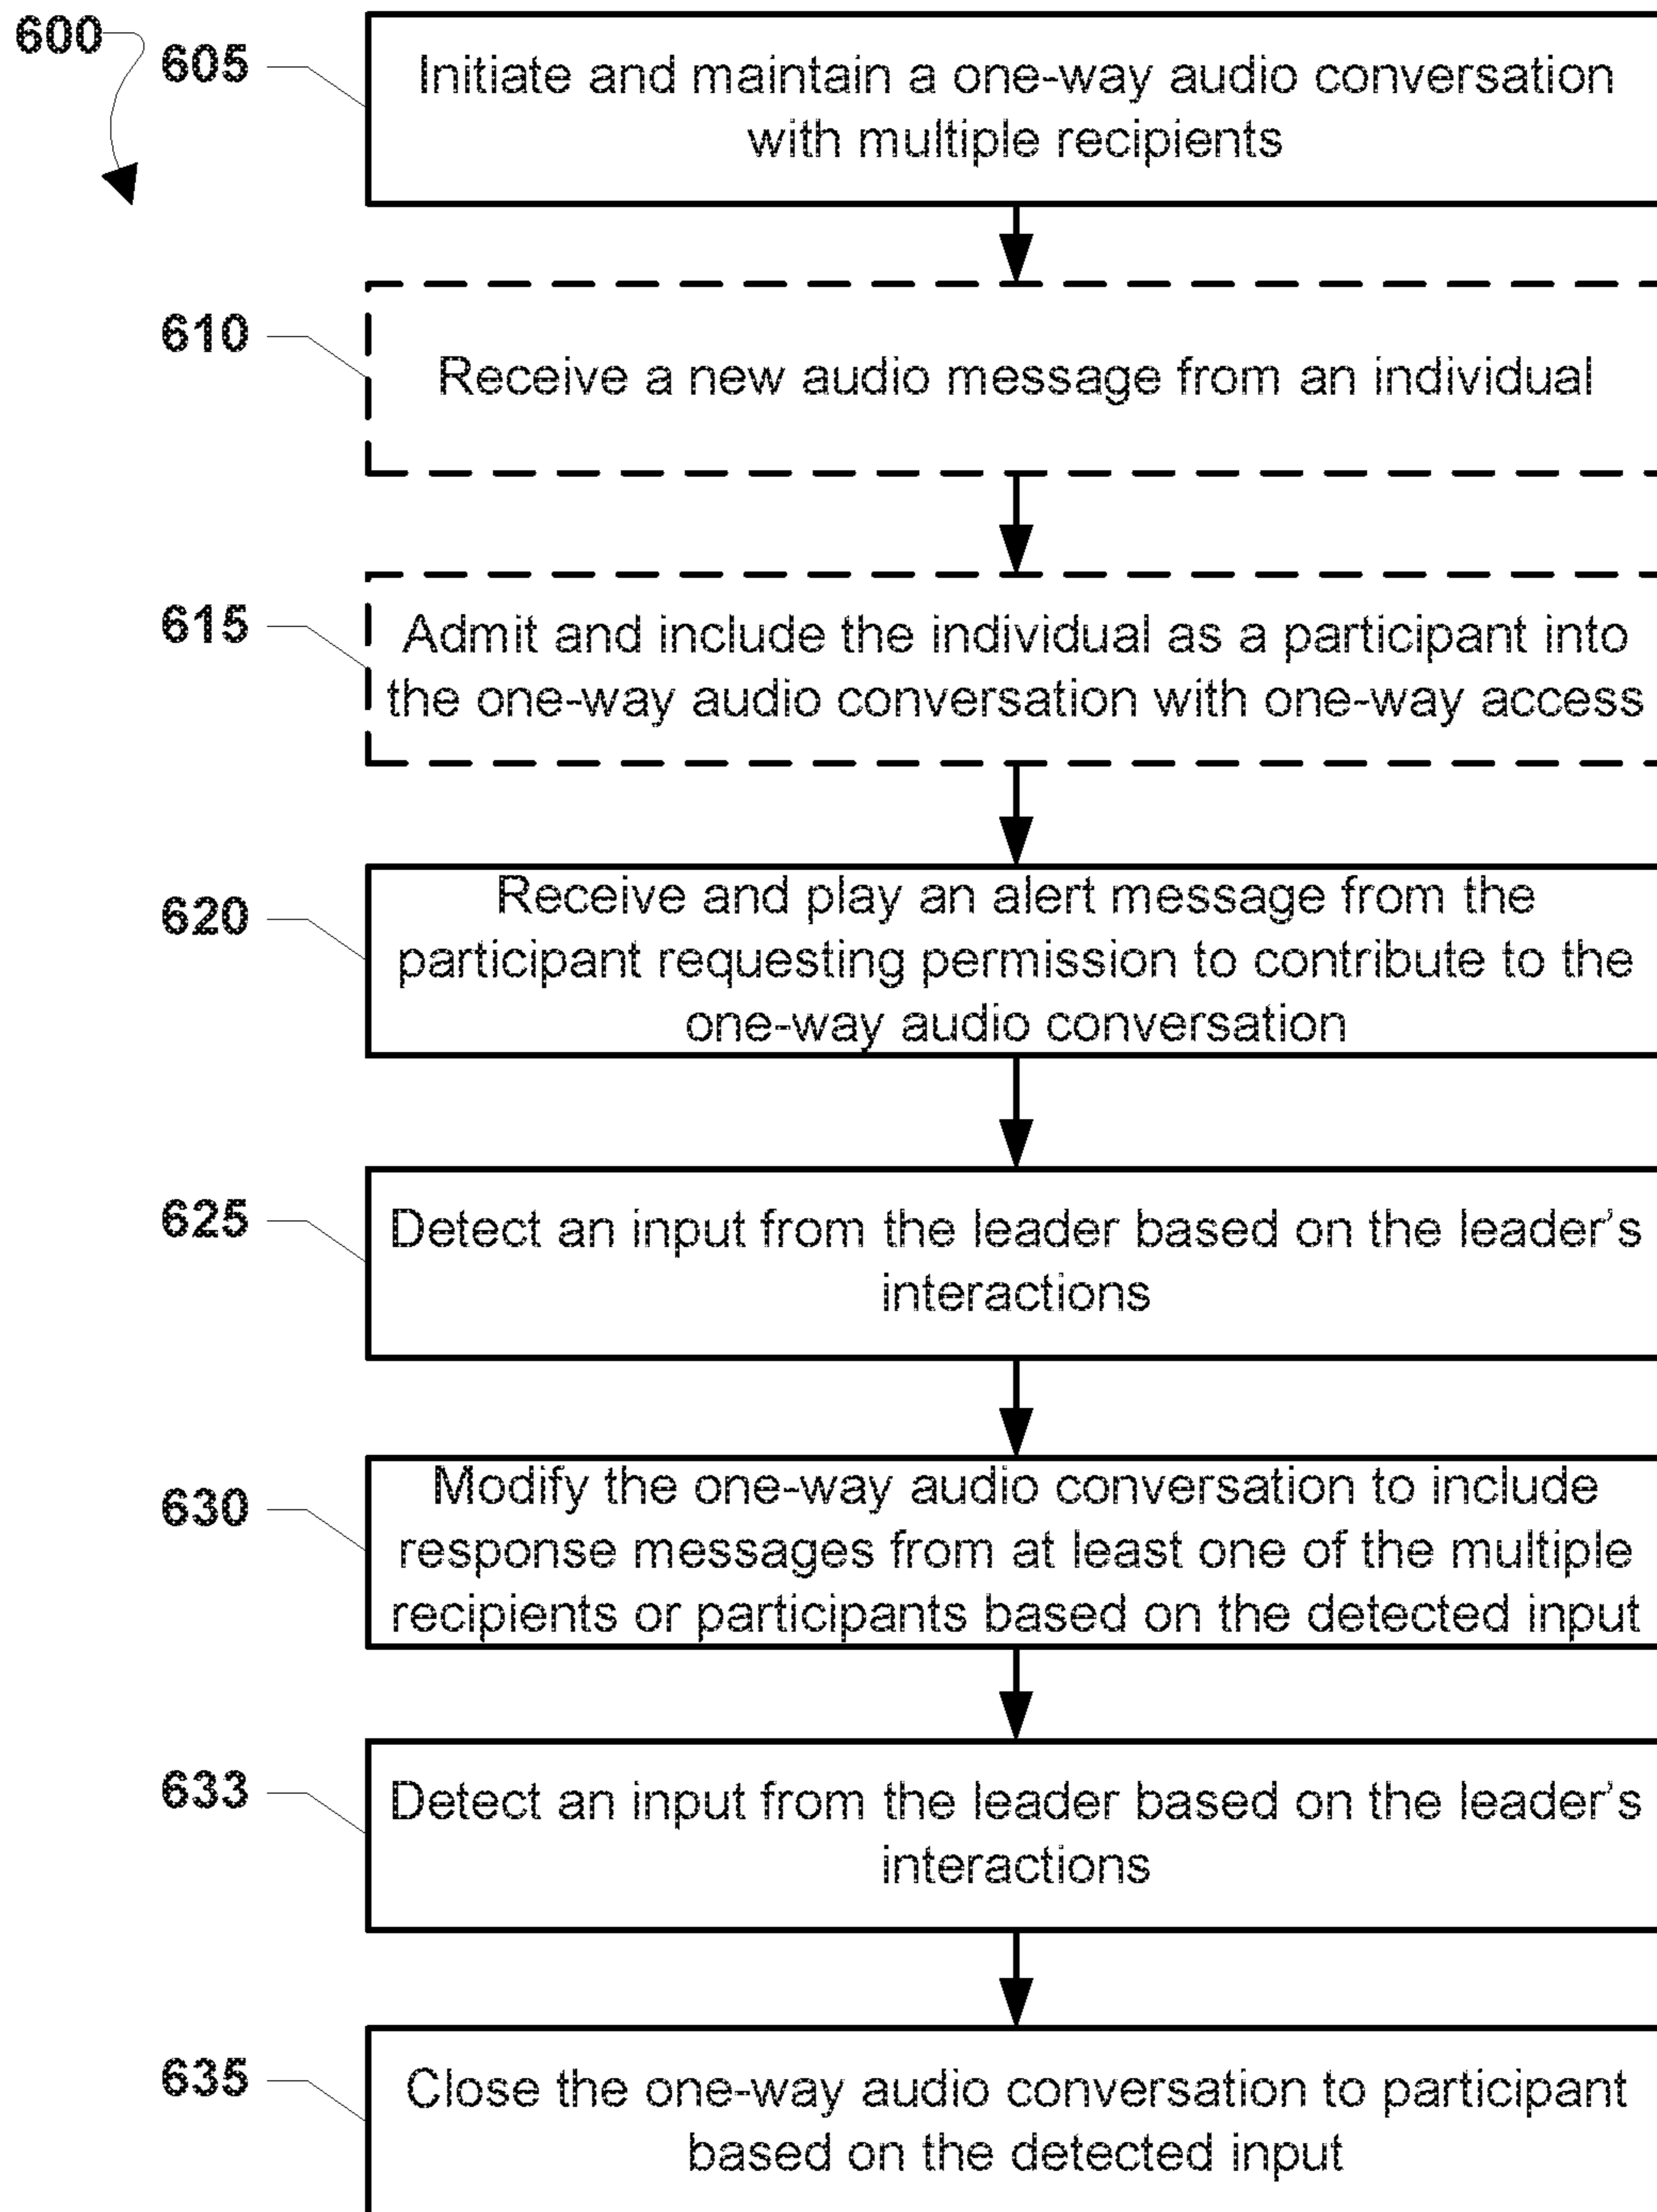 600
605
Initiate and maintain a one-way audio conversation
with multiple recipients
610
Receive a new audio message from an individual
615
Admit and include the individual as a participant into
the one-way audio conversation with one-way access
620
Receive and play an alert message from the
participant requesting permission to contribute to the
one-way audio conversation
625
Detect an input from the leader based on the leader's
interactions
630
Modify the one-way audio conversation to include
response messages from at least one of the multiple
recipients or participants based on the detected input
633
Detect an input from the leader based on the leader's
interactions
635
Close the one-way audio conversation to participant
based on the detected input